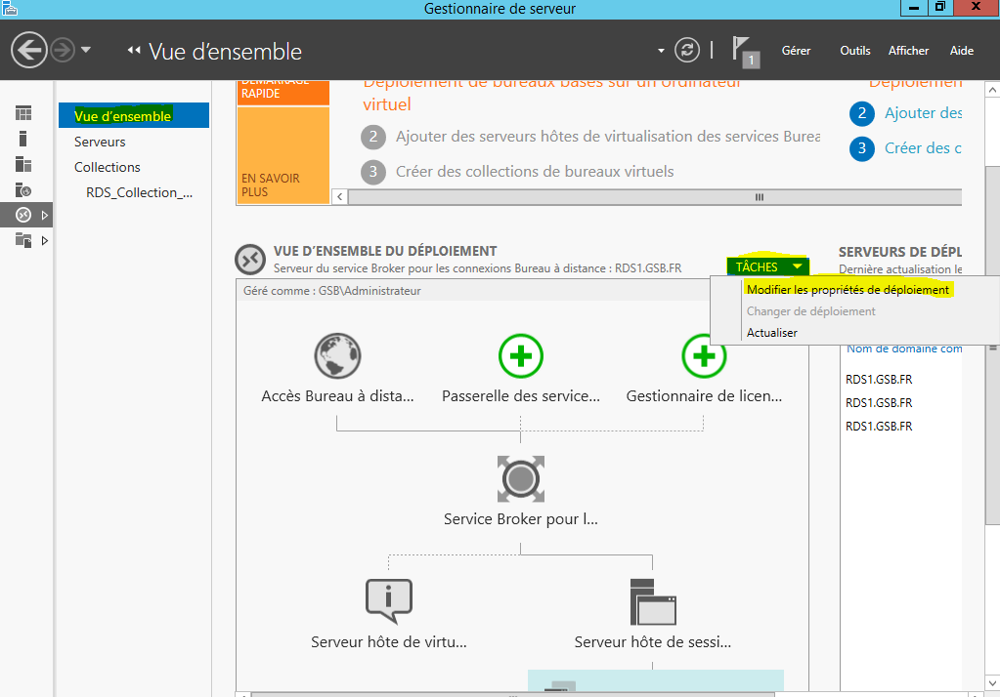 Gestionnaire de serveur
Vue d'ensemble
1
Gérer
Outils
Afficher
Aide
Vue d'ensemble
Serveurs
Collections
RDS_Collection_...
DÉMARRAGE
RAPIDE
EN SAVOIR
PLUS
Déploiement de bureaux basés sur un ordinateur
virtuel
2 Ajouter des serveurs hôtes de virtualisation des services Burea
3 Créer des collections de bureaux virtuels
Déploiement
2 Ajouter des
3 Créer des c
VUE D'ENSEMBLE DU DÉPLOIEMENT
Serveur du service Broker pour les connexions Bureau à distance : RDS1.GSB.FR
Géré comme : GSB\Administrateur
TÂCHES
Modifier les propriétés de déploiement
Changer de déploiement
Actualiser
SERVEURS DE DÉPL
Dernière actualisation le
Nom de domaine com
RDS1.GSB.FR
RDS1.GSB.FR
RDS1.GSB.FR
Accès Bureau à dista...
Passerelle des service...
Gestionnaire de licen...
Service Broker pour l...
Serveur hôte de virtu...
Serveur hôte de sessi...